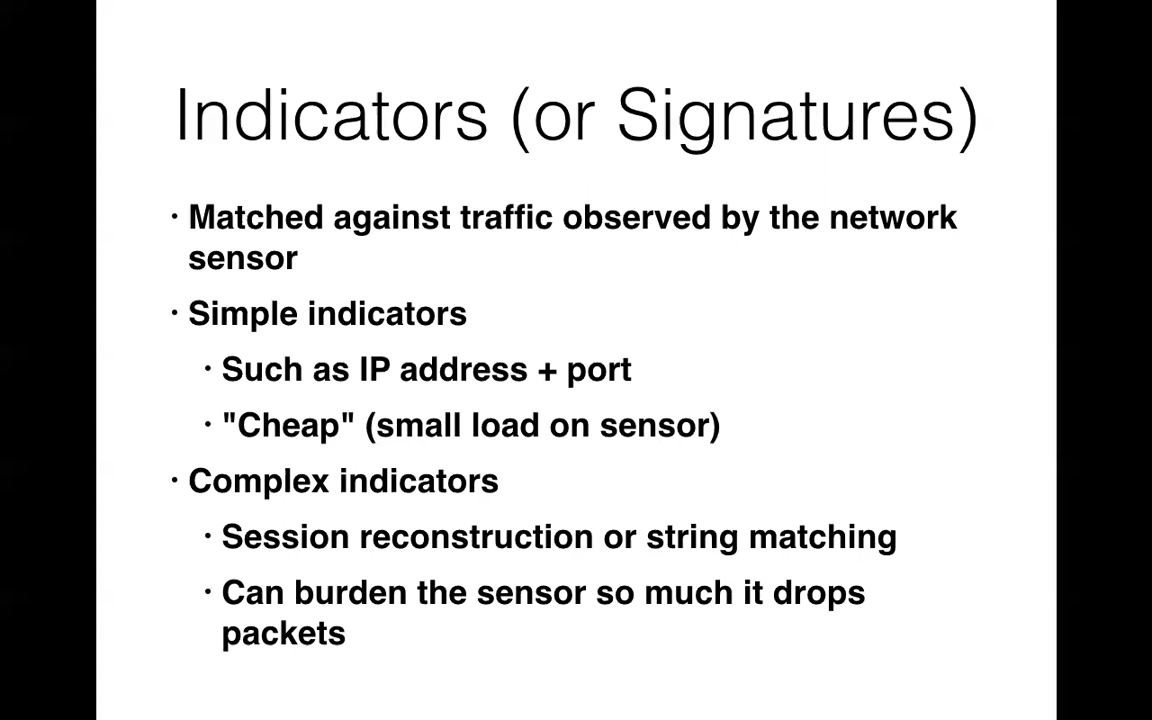 Indicators (or Signatures)
· Matched against traffic observed by the network
sensor
· Simple indicators
· Such as IP address + port
· "Cheap" (small load on sensor)
· Complex indicators
· Session reconstruction or string matching
· Can burden the sensor so much it drops
packets